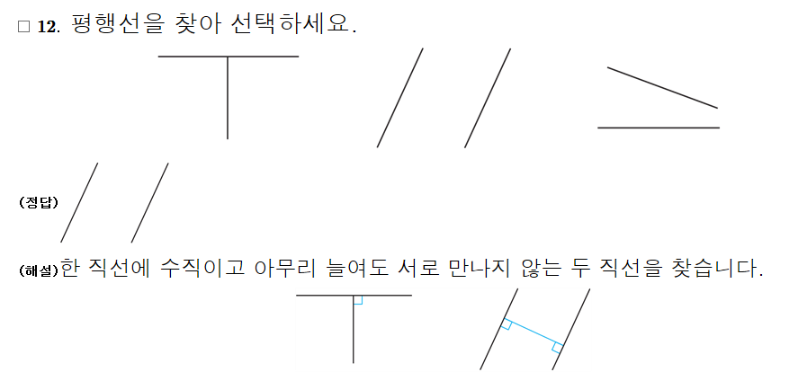 □ 12. 평행선을 찾아 선택하세요.
(정답)
(해설)한 직선에 수직이고 아무리 늘여도 서로 만나지 않는 두 직선을 찾습니다.